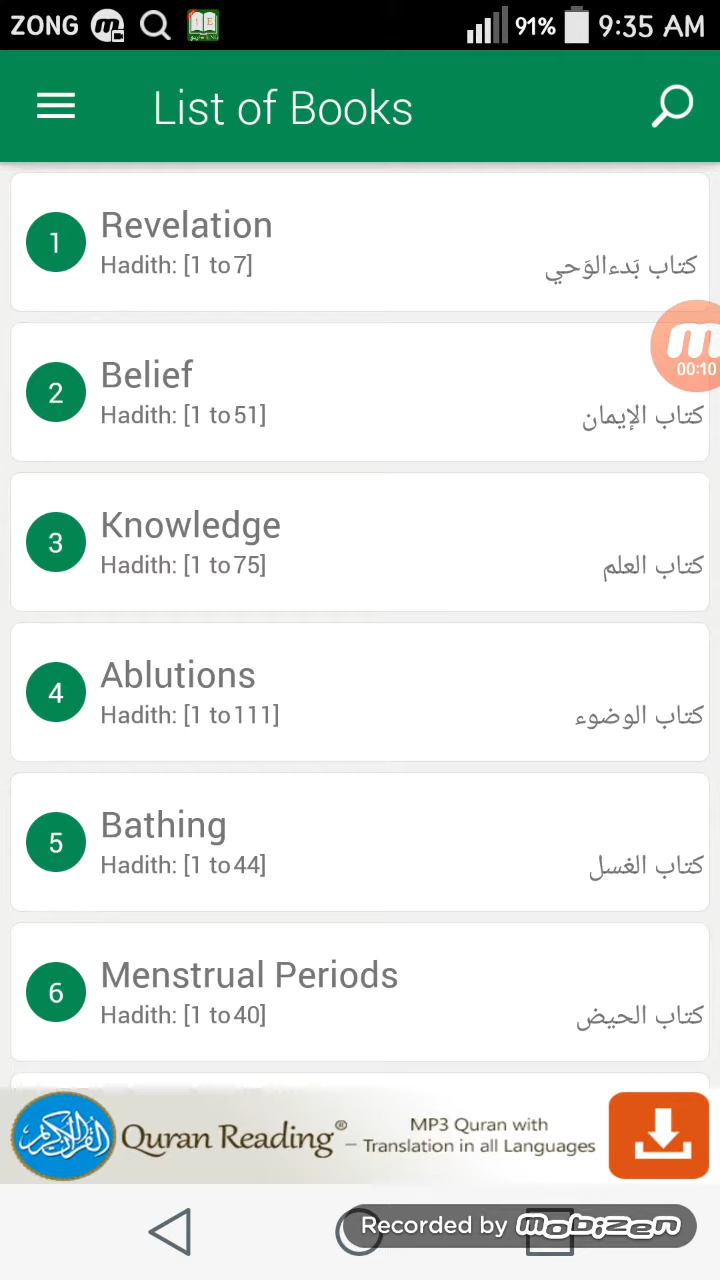 ZONG 91% 9:35 AM
List of Books
1
Revelation
Hadith: [1 to 7]
كتاب بَدءالوَحي
00:10
2
Belief
Hadith: [1 to 51]
كتاب الإيمان
3
Knowledge
Hadith: [1 to 75]
كتاب العلم
4
Ablutions
Hadith: [1 to 111]
كتاب الوضوء
5
Bathing
Hadith: [1 to 44]
كتاب الغسل
6
Menstrual Periods
Hadith: [1 to 40]
كتاب الحيض
Quran Reading®
MP3 Quran with
– Translation in all Languages
Recorded by mobizen